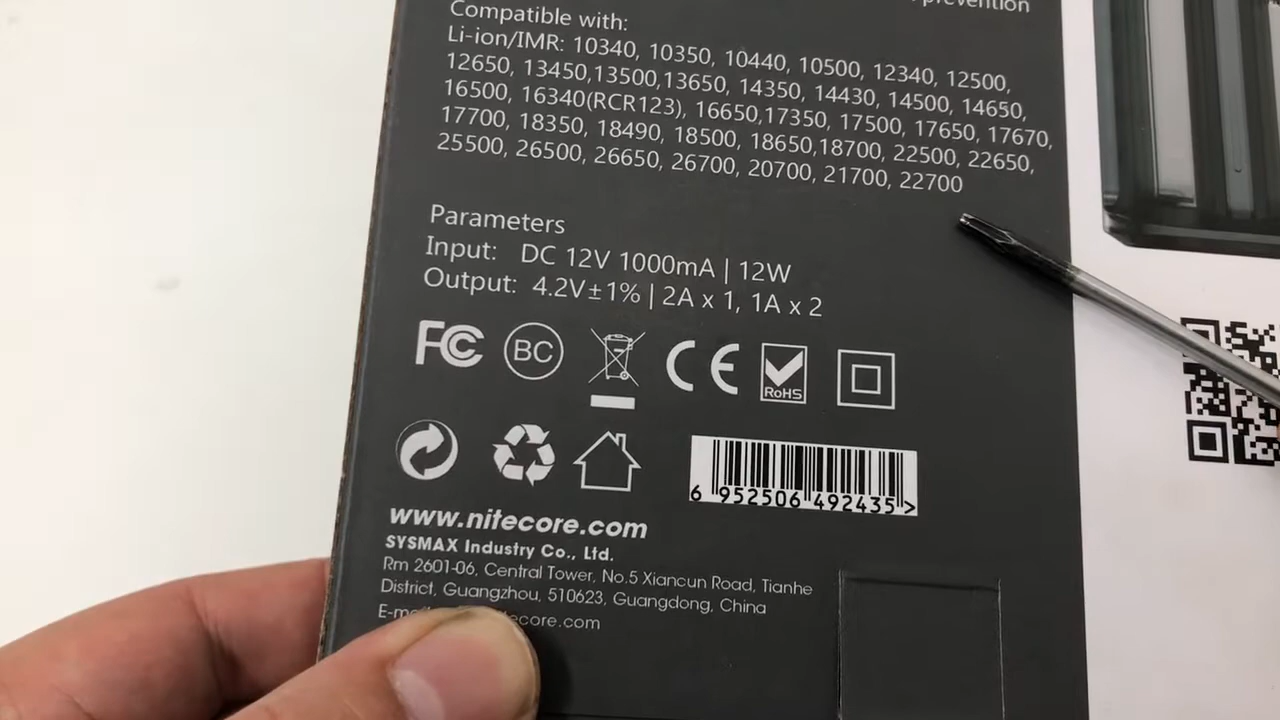 prevention
Compatible with:
Li-ion/IMR: 10340, 10350, 10440, 10500, 12340, 12500,
12650, 13450,13500,13650, 14350, 14430, 14500, 14650,
16500, 16340(RCR123), 16650,17350, 17500, 17650, 17670,
17700, 18350, 18490, 18500, 18650,18700, 22500, 22650,
25500, 26500, 26650, 26700, 20700, 21700, 22700
Parameters
Input: DC 12V 1000mA | 12W
Output: 4.2V±1% | 2A x 1, 1A x 2
FC BC CE RoHS
6 952506 492435 >
www.nitecore.com
SYSMAX Industry Co., Ltd.
Rm 2601-06, Central Tower, No.5 Xiancun Road, Tianhe
District, Guangzhou, 510623, Guangdong, China